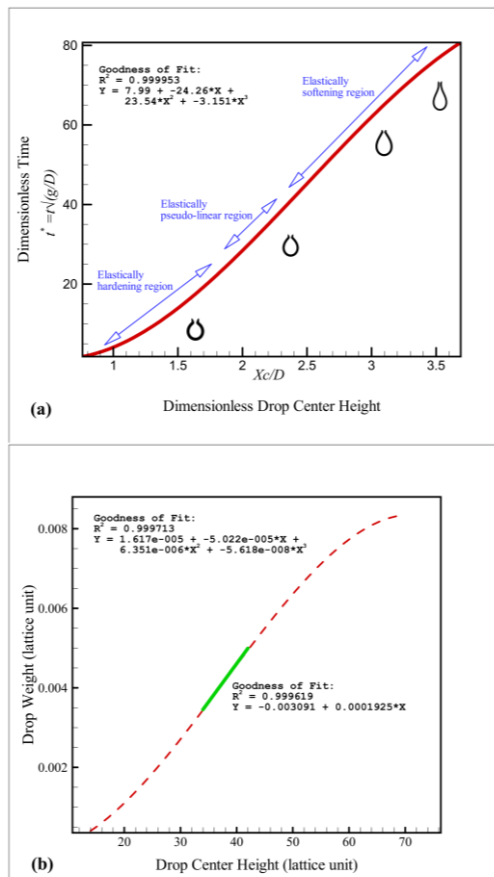 80
60
40
20
Dimensionless Time
t* =t√(g/D)
Goodness of Fit:
R² = 0.999953
Y = 7.99 + -24.26*X +
23.54*X² + -3.151*X³
Elastically
softening region
Elastically
pseudo-linear region
Elastically
hardening region
1 1.5 2 2.5 3 3.5
Xc/D
(a) Dimensionless Drop Center Height
0.008
0.006
0.004
0.002
Drop Weight (lattice unit)
Goodness of Fit:
R² = 0.999713
Y = 1.617e-005 + -5.022e-005*X +
6.351e-006*X² + -5.618e-008*X³
Goodness of Fit:
R² = 0.999619
Y = -0.003091 + 0.0001925*X
20 30 40 50 60 70
(b) Drop Center Height (lattice unit)